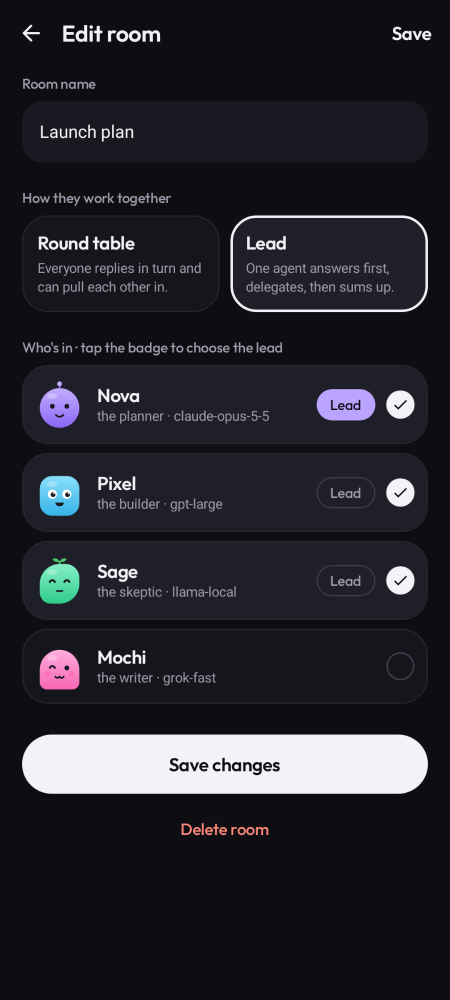 Edit room
Save
Room name
Launch plan
How they work together
Round table
Everyone replies in turn and
can pull each other in.
Lead
One agent answers first,
delegates, then sums up.
Who's in · tap the badge to choose the lead
Nova
the planner · claude-opus-5-5
Lead
Pixel
the builder · gpt-large
Lead
Sage
the skeptic · llama-local
Lead
Mochi
the writer · grok-fast
Save changes
Delete room